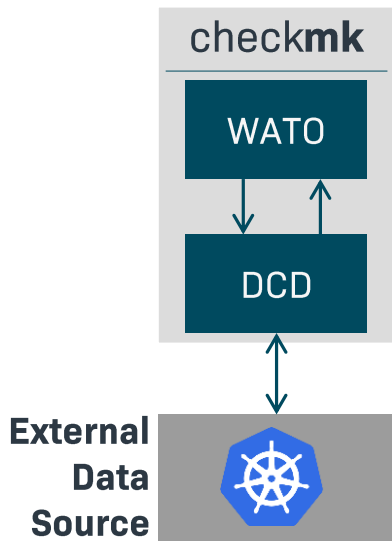 checkmk
WATO
DCD
External
Data
Source